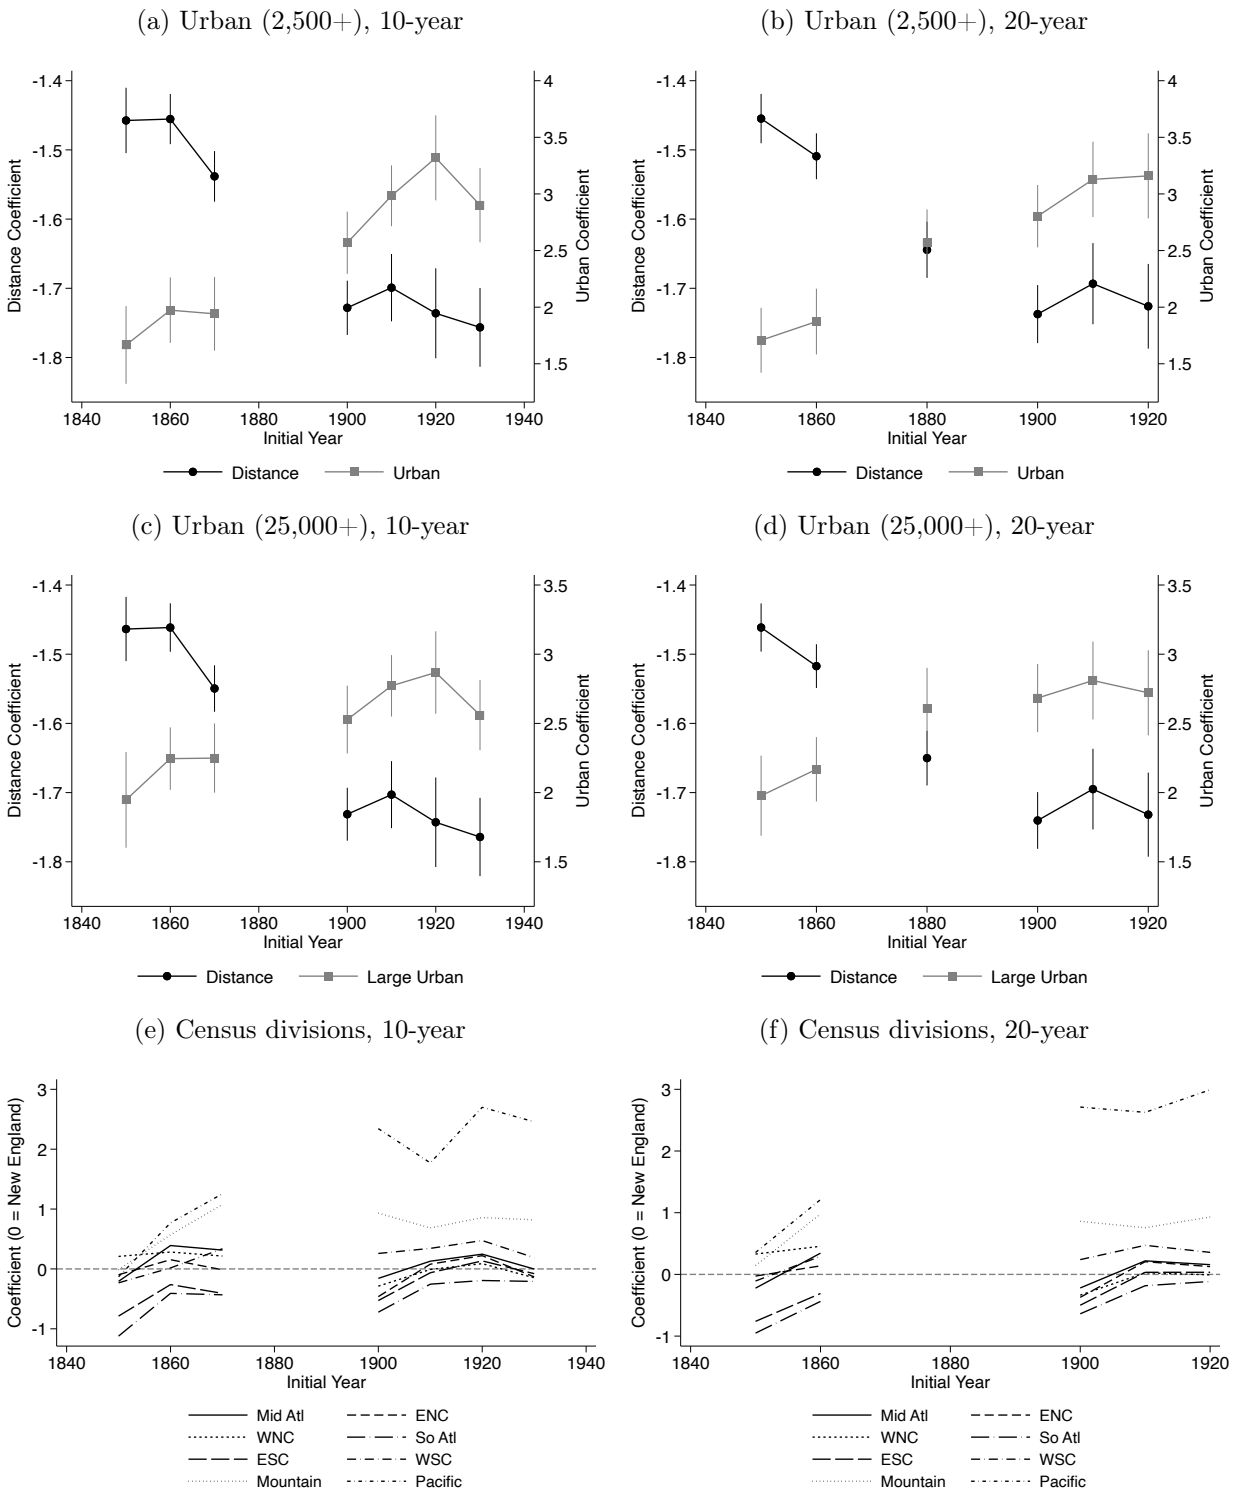 (a) Urban (2,500+), 10-year
-1.4
-1.5
-1.6
-1.7
-1.8
Distance Coefficient
4
3.5
3
2.5
2
1.5
Urban Coefficient
1840 1860 1880 1900 1920 1940
Initial Year
Distance Urban
(b) Urban (2,500+), 20-year
-1.4
-1.5
-1.6
-1.7
-1.8
Distance Coefficient
4
3.5
3
2.5
2
1.5
Urban Coefficient
1840 1860 1880 1900 1920
Initial Year
Distance Urban
(c) Urban (25,000+), 10-year
-1.4
-1.5
-1.6
-1.7
-1.8
Distance Coefficient
3.5
3
2.5
2
1.5
Urban Coefficient
1840 1860 1880 1900 1920 1940
Initial Year
Distance Large Urban
(d) Urban (25,000+), 20-year
-1.4
-1.5
-1.6
-1.7
-1.8
Distance Coefficient
3.5
3
2.5
2
1.5
Urban Coefficient
1840 1860 1880 1900 1920
Initial Year
Distance Large Urban
(e) Census divisions, 10-year
3
2
1
0
-1
Coefficient (0 = New England)
1840 1860 1880 1900 1920 1940
Initial Year
Mid Atl ENC
WNC So Atl
ESC WSC
Mountain Pacific
(f) Census divisions, 20-year
3
2
1
0
-1
Coefficient (0 = New England)
1840 1860 1880 1900 1920
Initial Year
Mid Atl ENC
WNC So Atl
ESC WSC
Mountain Pacific